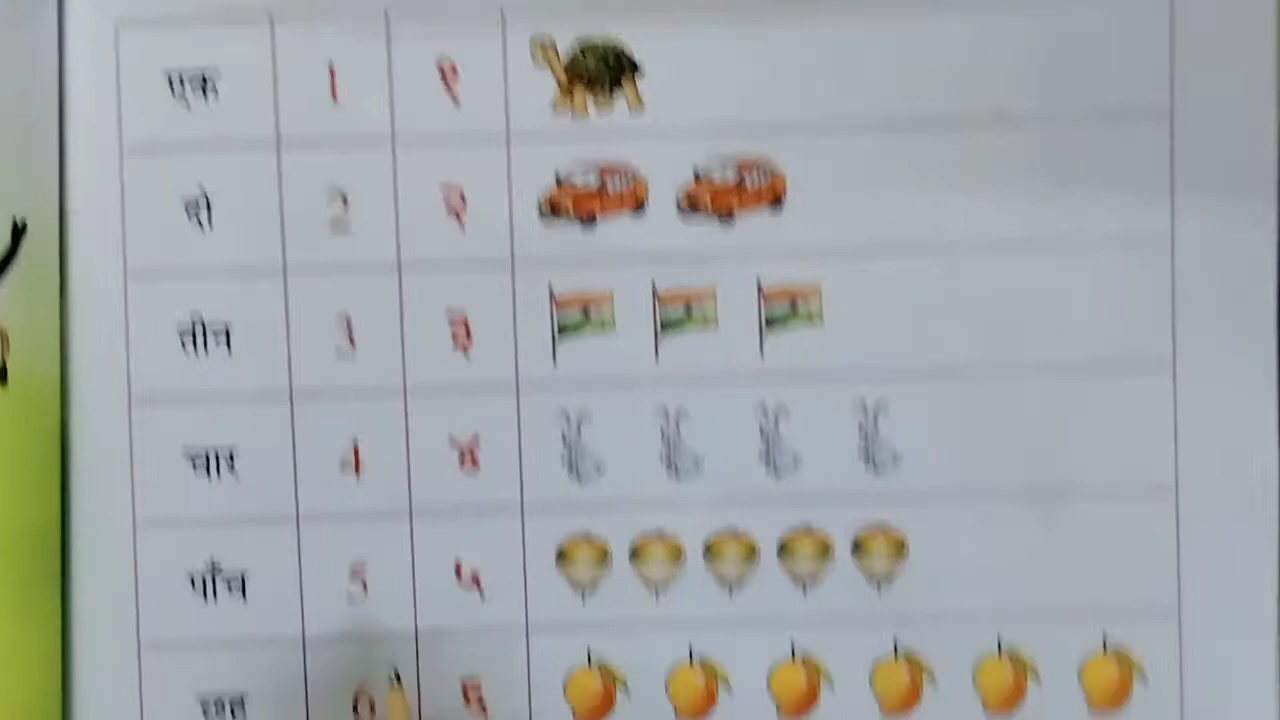 एक 1 १
दो 2 २
तीन 3 ३
चार 4 ४
पाँच 5 ५